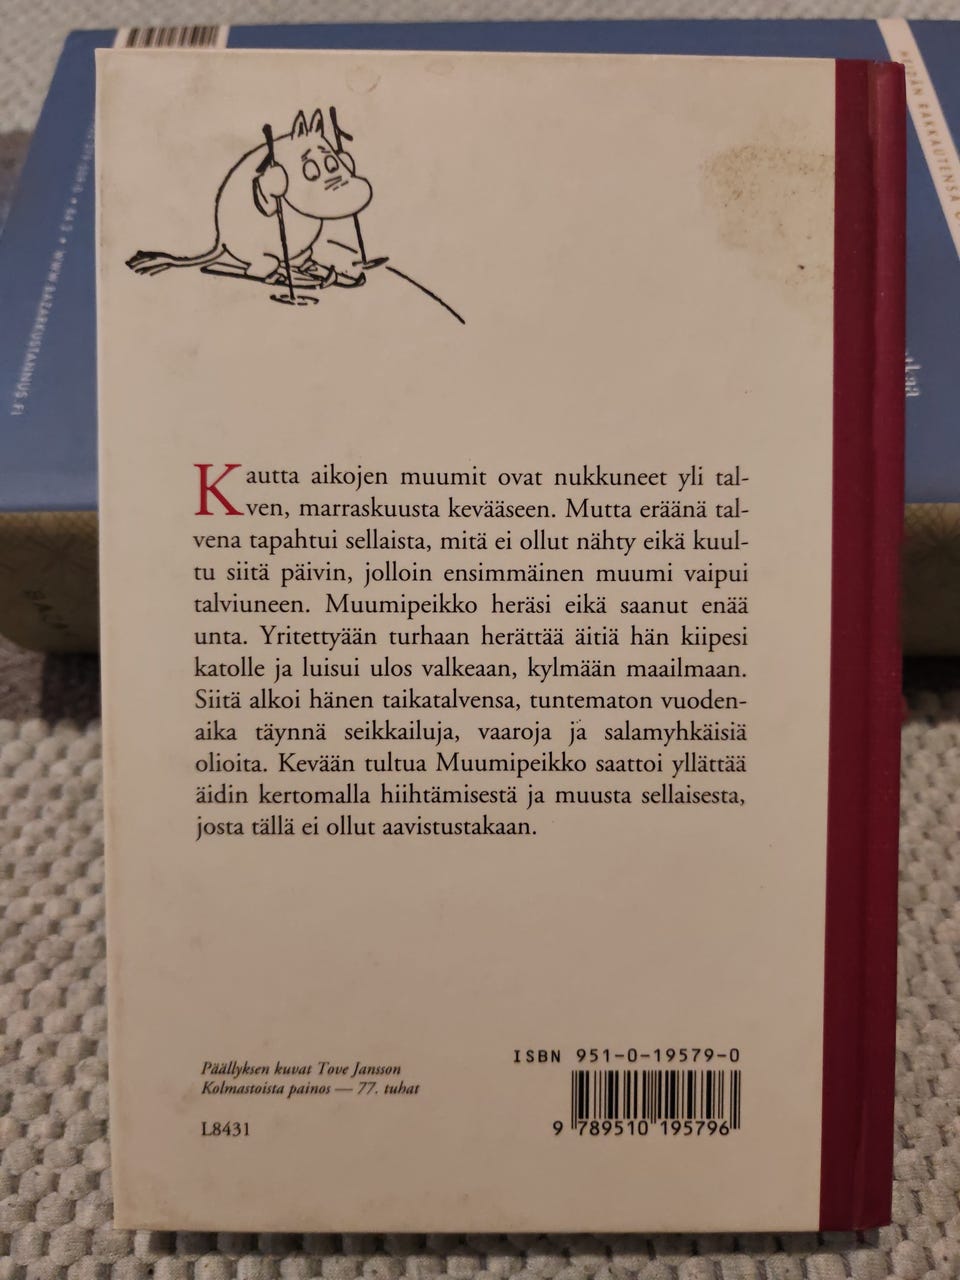 Kautta aikojen muumit ovat nukkuneet yli tal-
ven, marraskuusta kevääseen. Mutta eräänä tal-
vena tapahtui sellaista, mitä ei ollut nähty eikä kuul-
tu siitä päivin, jolloin ensimmäinen muumi vaipui
talviuneen. Muumipeikko heräsi eikä saanut enää
unta. Yritettyään turhaan herättää äitiä hän kiipesi
katolle ja luisui ulos valkeaan, kylmään maailmaan.
Siitä alkoi hänen taikatalvensa, tuntematon vuoden-
aika täynnä seikkailuja, vaaroja ja salamyhkäisiä
olioita. Kevään tultua Muumipeikko saattoi yllättää
äidin kertomalla hiihtämisestä ja muusta sellaisesta,
josta tällä ei ollut aavistustakaan.
Päällyksen kuvat Tove Jansson
Kolmastoista painos — 77. tuhat
L8431
ISBN 951-0-19579-0
9 789510 195796
WWW.BAZARKUSTANNUS.FI
RAKKAUTENSA